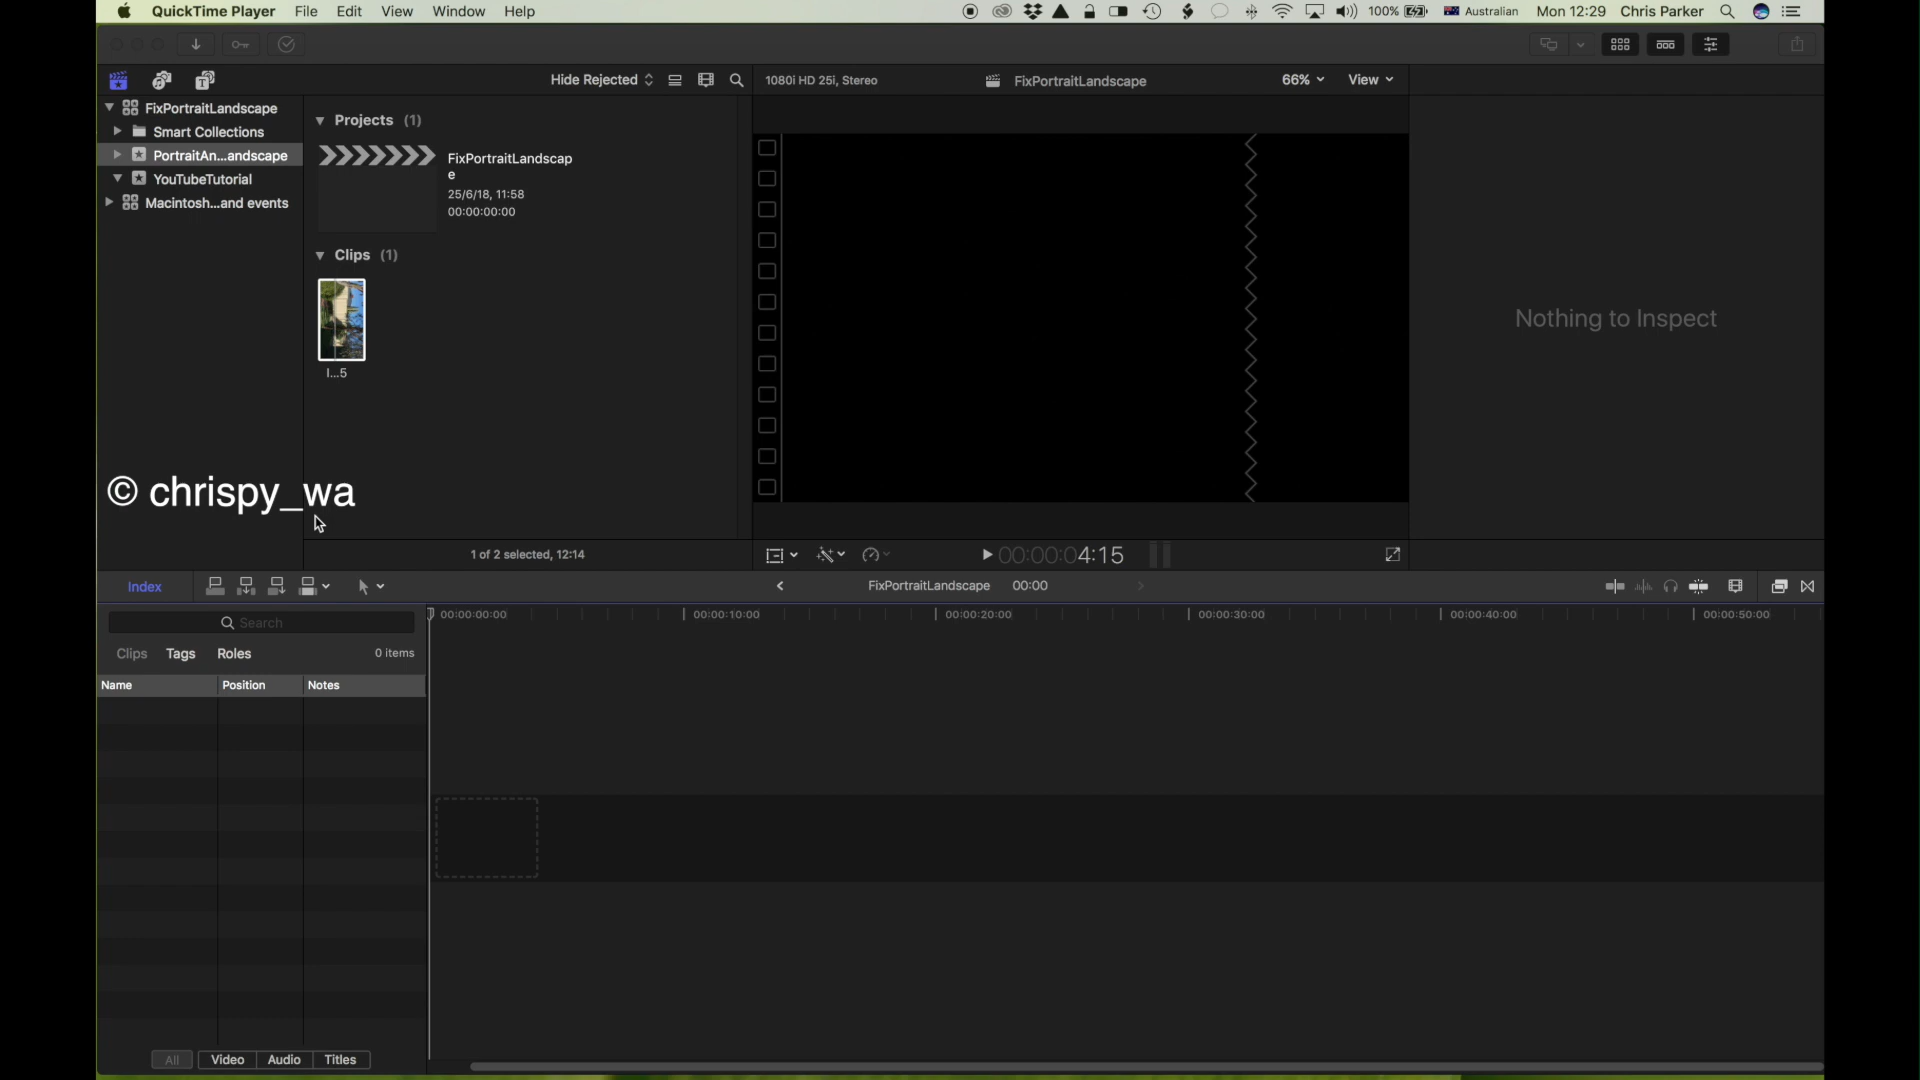 QuickTime Player File Edit View Window Help 100% Australian Mon 12:29 Chris Parker
Hide Rejected 1080i HD 25i, Stereo FixPortraitLandscape 66% View
FixPortraitLandscape
Smart Collections
PortraitAn...andscape
YouTubeTutorial
Macintosh...and events
Projects (1)
FixPortraitLandscap
e
25/6/18, 11:58
00:00:00:00
Clips (1)
I...5
Nothing to Inspect
© chrispy_wa
1 of 2 selected, 12:14
00:00:04:15
Index
FixPortraitLandscape 00:00
Search
00:00:00:00 00:00:10:00 00:00:20:00 00:00:30:00 00:00:40:00 00:00:50:00
Clips Tags Roles 0 items
Name Position Notes
All Video Audio Titles